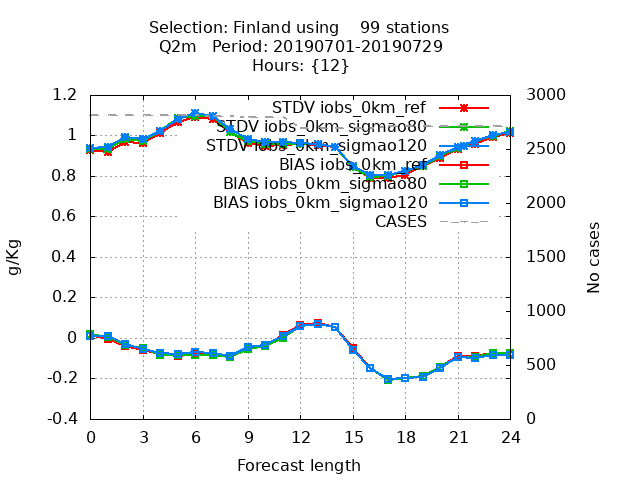 Selection: Finland using    99 stations
Q2m   Period: 20190701-20190729
Hours: {12}
STDV iobs_0km_ref
STDV iobs_0km_sigmao80
STDV iobs_0km_sigmao120
BIAS iobs_0km_ref
BIAS iobs_0km_sigmao80
BIAS iobs_0km_sigmao120
CASES
g/Kg
1.2
1
0.8
0.6
0.4
0.2
0
-0.2
-0.4
3000
2500
2000
1500
1000
500
0
No cases
0 3 6 9 12 15 18 21 24
Forecast length